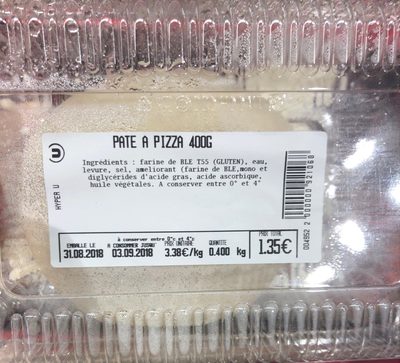 PATE A PIZZA 400G
Ingrédients : farine de BLE T55 (GLUTEN), eau,
levure, sel, ameliorant (farine de BLE,mono et
diglycérides d'acide gras, acide ascorbique,
huile végétales. A conserver entre 0° et 4°
U
HYPER U
À conserver entre 0°c et 4°c
EMBALLE LE A CONSOMMER JUSQU' PRIX UNITAIRE QUANTITE PRIX TOTAL
31.08.2018 03.09.2018 3.38€/kg 0.400 kg 1.35€